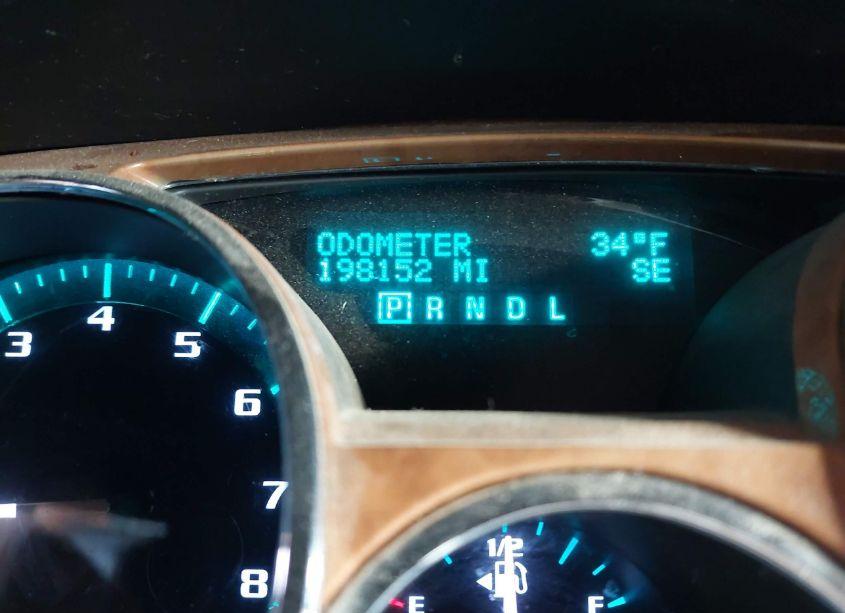 ODOMETER 34°F
198152 MI SE
P R N D L
3 4 5 6 7 8
1/2
E F